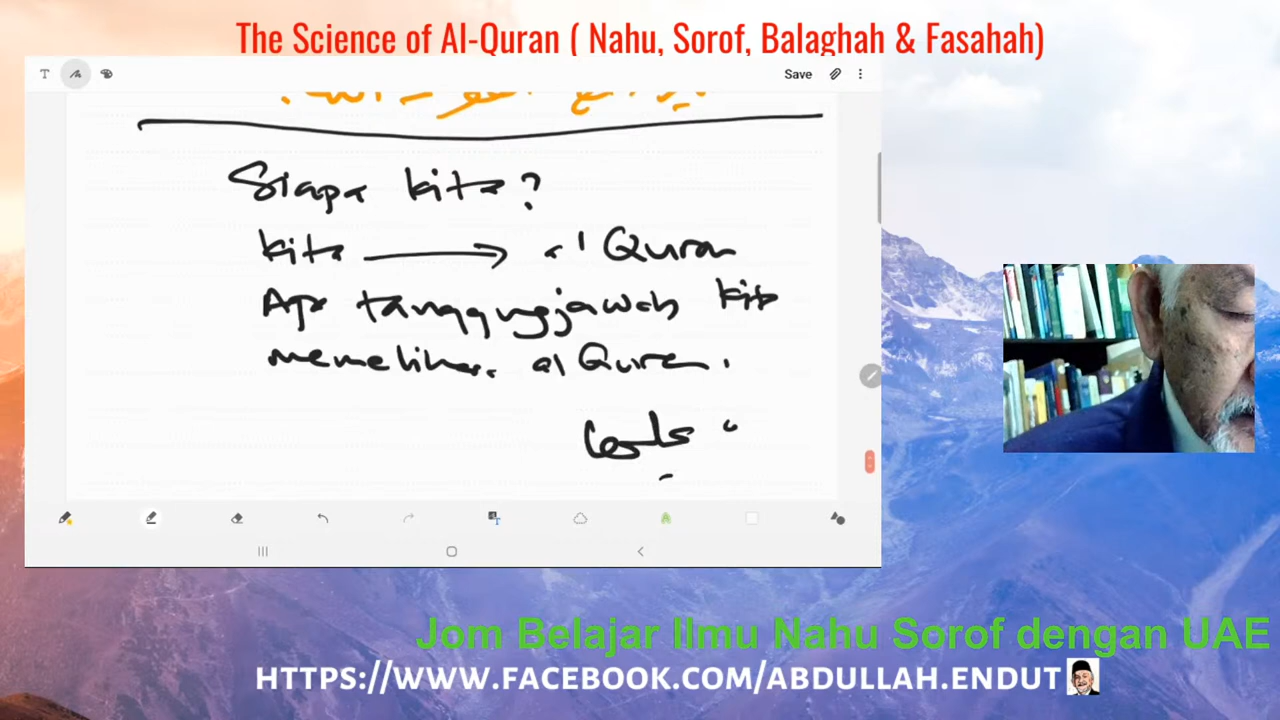 The Science of Al-Quran ( Nahu, Sorof, Balaghah & Fasahah)
T Save
Siapa kita?
kita → al Quran
Apa tanggungjawab kita
memelihara al Quran.
Jom Belajar Ilmu Nahu Sorof dengan UAE
HTTPS://WWW.FACEBOOK.COM/ABDULLAH.ENDUT